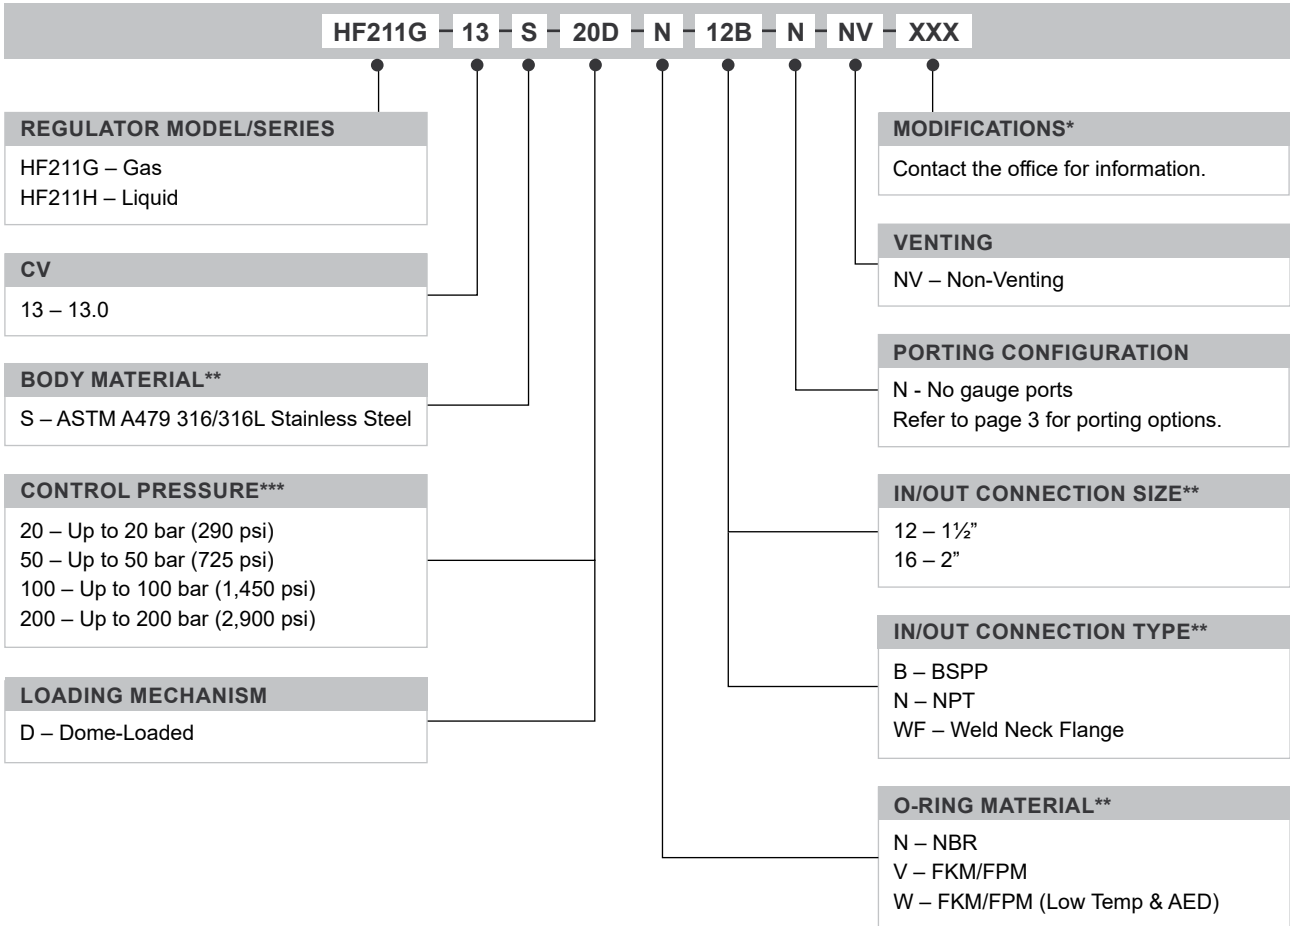 HF211G 13 S 20D N 12B N NV XXX
REGULATOR MODEL/SERIES
HF211G – Gas
HF211H – Liquid
CV
13 – 13.0
BODY MATERIAL**
S – ASTM A479 316/316L Stainless Steel
CONTROL PRESSURE***
20 – Up to 20 bar (290 psi)
50 – Up to 50 bar (725 psi)
100 – Up to 100 bar (1,450 psi)
200 – Up to 200 bar (2,900 psi)
LOADING MECHANISM
D – Dome-Loaded
MODIFICATIONS*
Contact the office for information.
VENTING
NV – Non-Venting
PORTING CONFIGURATION
N - No gauge ports
Refer to page 3 for porting options.
IN/OUT CONNECTION SIZE**
12 – 1½”
16 – 2”
IN/OUT CONNECTION TYPE**
B – BSPP
N – NPT
WF – Weld Neck Flange
O-RING MATERIAL**
N – NBR
V – FKM/FPM
W – FKM/FPM (Low Temp & AED)